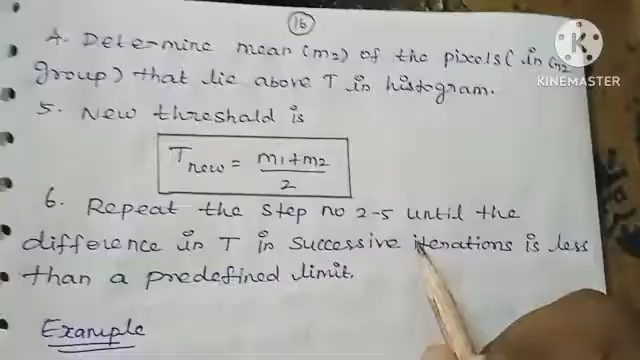 16
4. Determine mean (m2) of the pixels (in G2
group) that lie above T in histogram.
5. New threshold is
Tnew = m1+m2
2
6. Repeat the step no 2-5 until the
difference in T in successive iterations is less
than a predefined limit.
Example
KINEMASTER